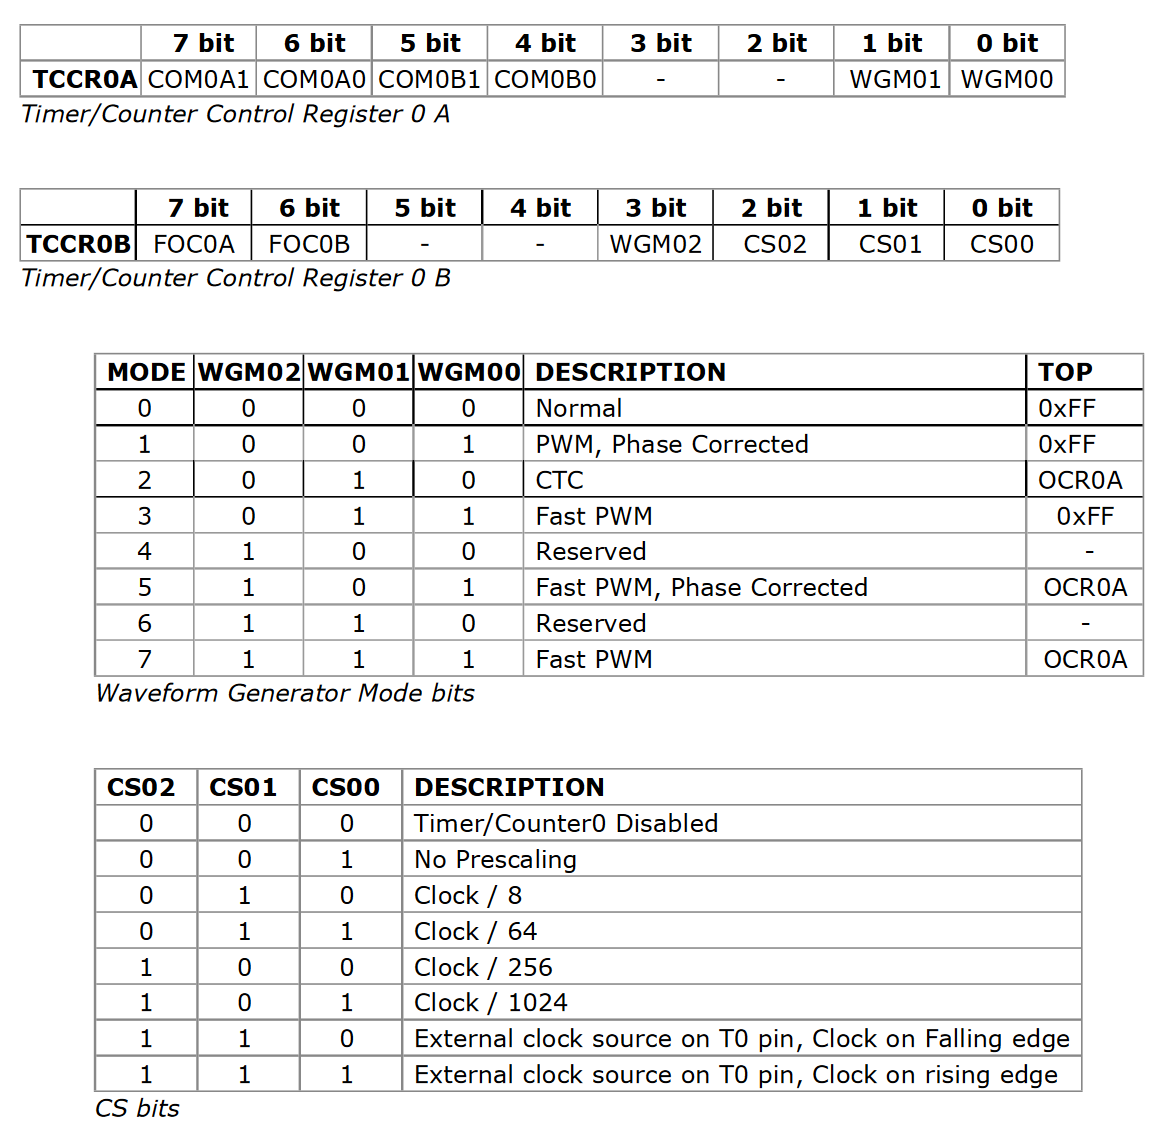 7 bit 6 bit 5 bit 4 bit 3 bit 2 bit 1 bit 0 bit
TCCR0A COM0A1 COM0A0 COM0B1 COM0B0 - - WGM01 WGM00
Timer/Counter Control Register 0 A
7 bit 6 bit 5 bit 4 bit 3 bit 2 bit 1 bit 0 bit
TCCR0B FOC0A FOC0B - - WGM02 CS02 CS01 CS00
Timer/Counter Control Register 0 B
MODE WGM02 WGM01 WGM00 DESCRIPTION TOP
0 0 0 0 Normal 0xFF
1 0 0 1 PWM, Phase Corrected 0xFF
2 0 1 0 CTC OCR0A
3 0 1 1 Fast PWM 0xFF
4 1 0 0 Reserved -
5 1 0 1 Fast PWM, Phase Corrected OCR0A
6 1 1 0 Reserved -
7 1 1 1 Fast PWM OCR0A
Waveform Generator Mode bits
CS02 CS01 CS00 DESCRIPTION
0 0 0 Timer/Counter0 Disabled
0 0 1 No Prescaling
0 1 0 Clock / 8
0 1 1 Clock / 64
1 0 0 Clock / 256
1 0 1 Clock / 1024
1 1 0 External clock source on T0 pin, Clock on Falling edge
1 1 1 External clock source on T0 pin, Clock on rising edge
CS bits